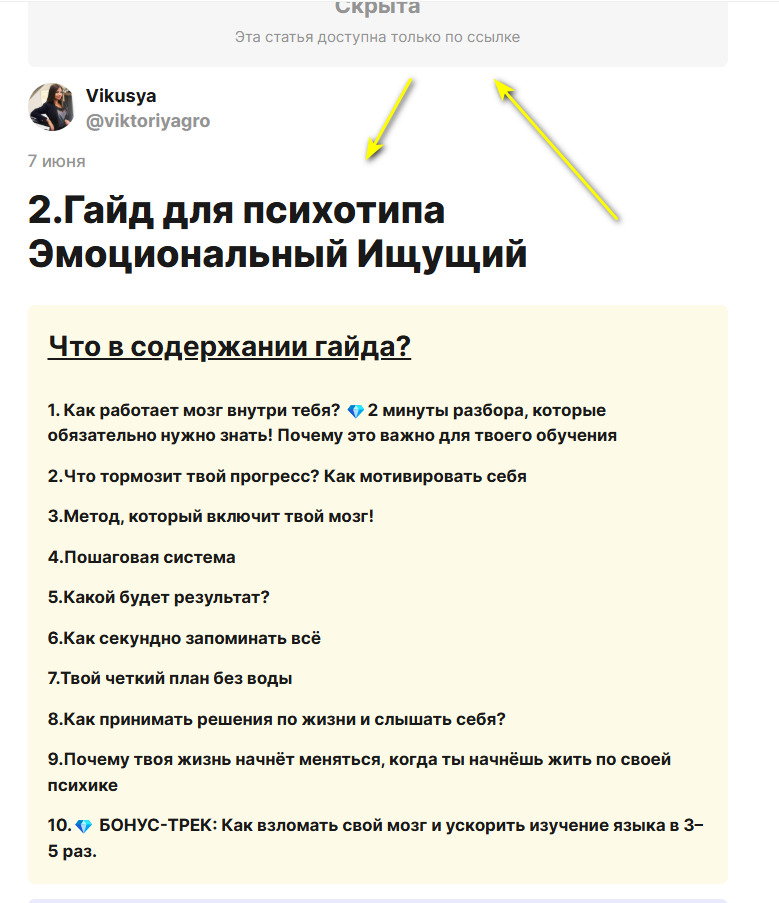 Скрыта
Эта статья доступна только по ссылке
Vikusya
@viktoriyagro
7 июня
2.Гайд для психотипа
Эмоциональный Ищущий
Что в содержании гайда?
1. Как работает мозг внутри тебя? 💎2 минуты разбора, которые
обязательно нужно знать! Почему это важно для твоего обучения
2.Что тормозит твой прогресс? Как мотивировать себя
3.Метод, который включит твой мозг!
4.Пошаговая система
5.Какой будет результат?
6.Как секундно запоминать всё
7.Твой четкий план без воды
8.Как принимать решения по жизни и слышать себя?
9.Почему твоя жизнь начнёт меняться, когда ты начнёшь жить по своей
психике
10.💎 БОНУС-ТРЕК: Как взломать свой мозг и ускорить изучение языка в 3–
5 раз.